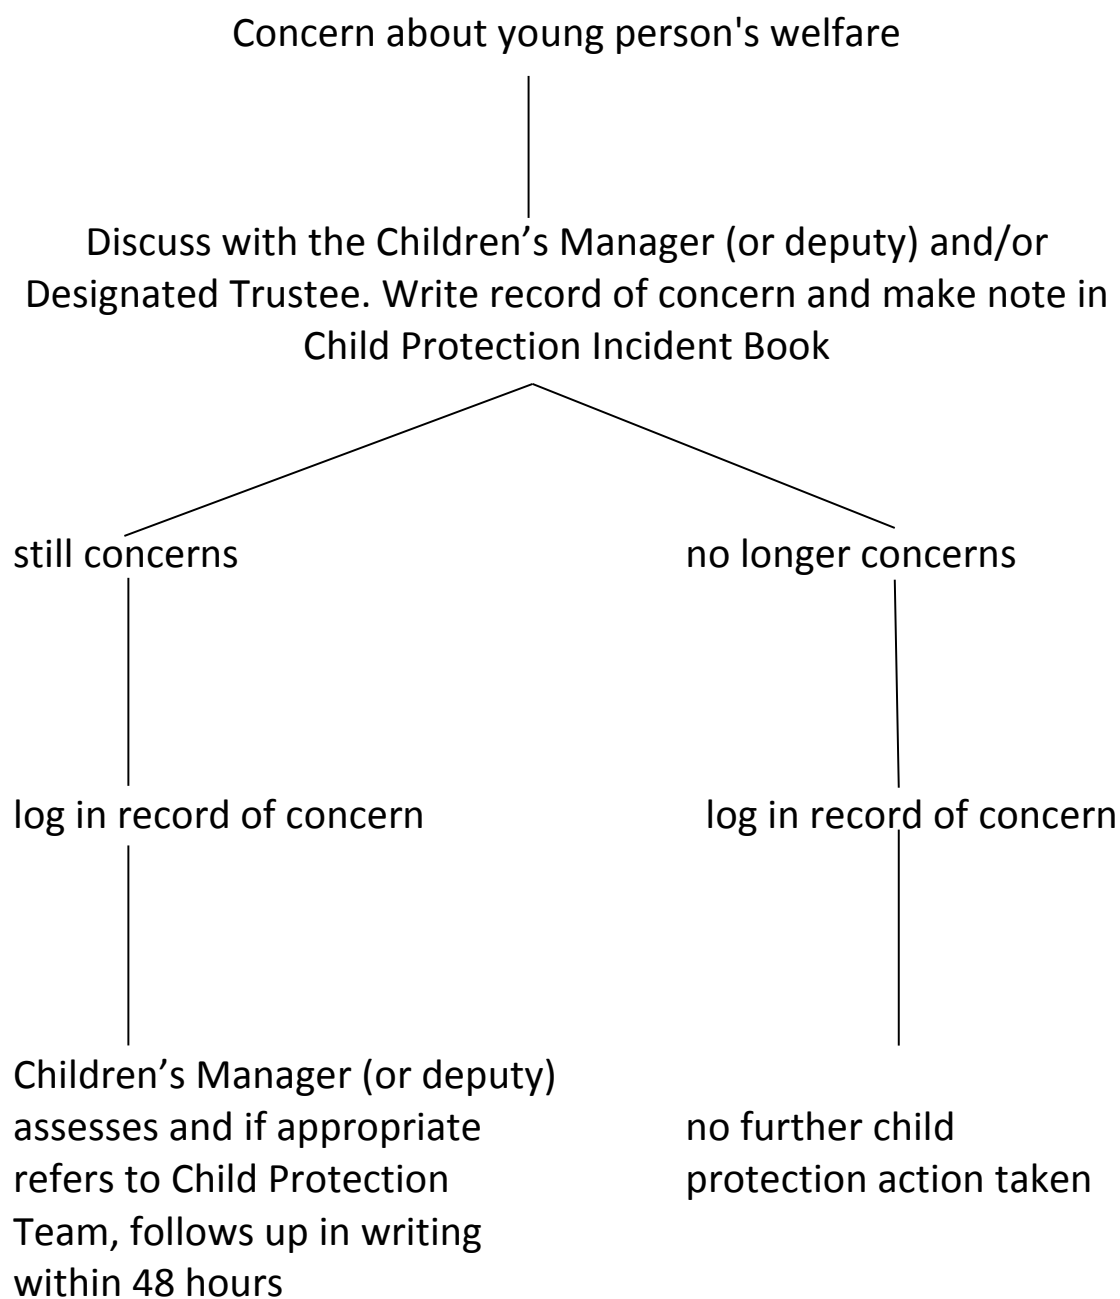 Concern about young person's welfare
Discuss with the Children’s Manager (or deputy) and/or
Designated Trustee. Write record of concern and make note in
Child Protection Incident Book
still concerns
no longer concerns
log in record of concern
log in record of concern
Children’s Manager (or deputy)
assesses and if appropriate
refers to Child Protection
Team, follows up in writing
within 48 hours
no further child
protection action taken